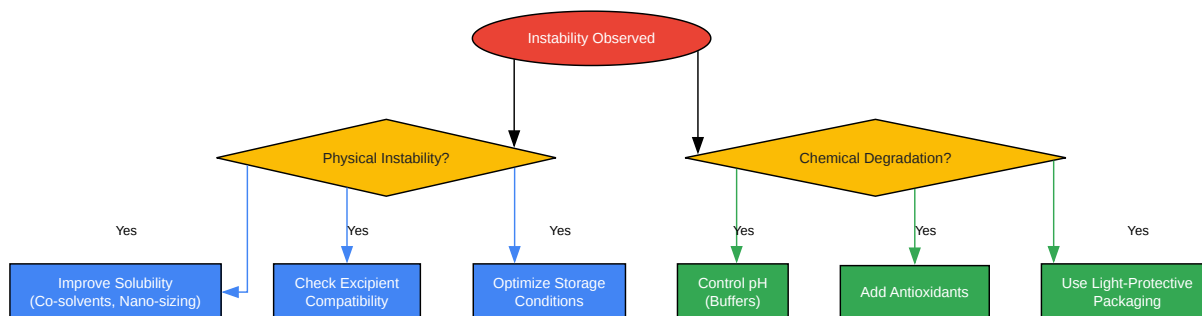 Instability Observed
Physical Instability?
Chemical Degradation?
Yes
Yes
Yes
Yes
Yes
Yes
Improve Solubility
(Co-solvents, Nano-sizing)
Check Excipient
Compatibility
Optimize Storage
Conditions
Control pH
(Buffers)
Add Antioxidants
Use Light-Protective
Packaging